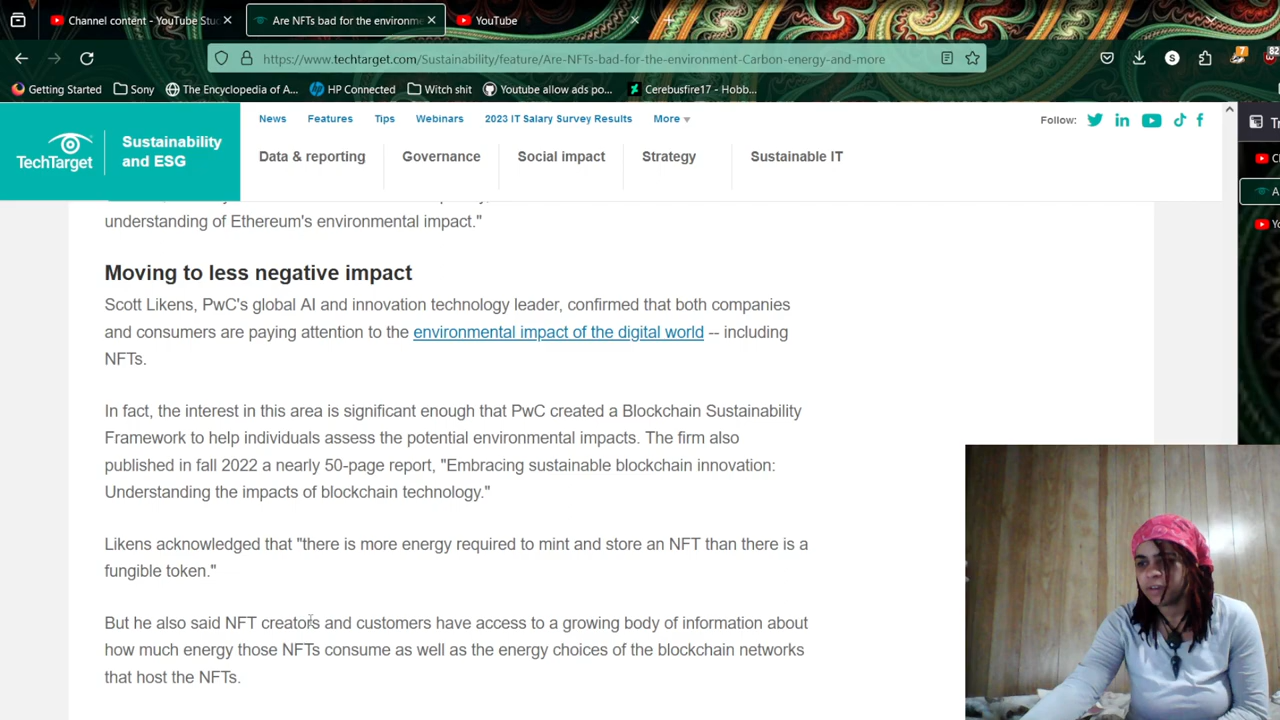 Channel content - YouTube Stu
Are NFTs bad for the environme
YouTube
https://www.techtarget.com/Sustainability/feature/Are-NFTs-bad-for-the-environment-Carbon-energy-and-more
S
7
82
Getting Started
Sony
The Encyclopedia of A...
HP Connected
Witch shit
Youtube allow ads po...
Cerebusfire17 - Hobb...
TechTarget
Sustainability
and ESG
News
Features
Tips
Webinars
2023 IT Salary Survey Results
More
Follow:
Data & reporting
Governance
Social impact
Strategy
Sustainable IT
understanding of Ethereum's environmental impact."
Moving to less negative impact
Scott Likens, PwC's global AI and innovation technology leader, confirmed that both companies
and consumers are paying attention to the environmental impact of the digital world -- including
NFTs.
In fact, the interest in this area is significant enough that PwC created a Blockchain Sustainability
Framework to help individuals assess the potential environmental impacts. The firm also
published in fall 2022 a nearly 50-page report, "Embracing sustainable blockchain innovation:
Understanding the impacts of blockchain technology."
Likens acknowledged that "there is more energy required to mint and store an NFT than there is a
fungible token."
But he also said NFT creators and customers have access to a growing body of information about
how much energy those NFTs consume as well as the energy choices of the blockchain networks
that host the NFTs.